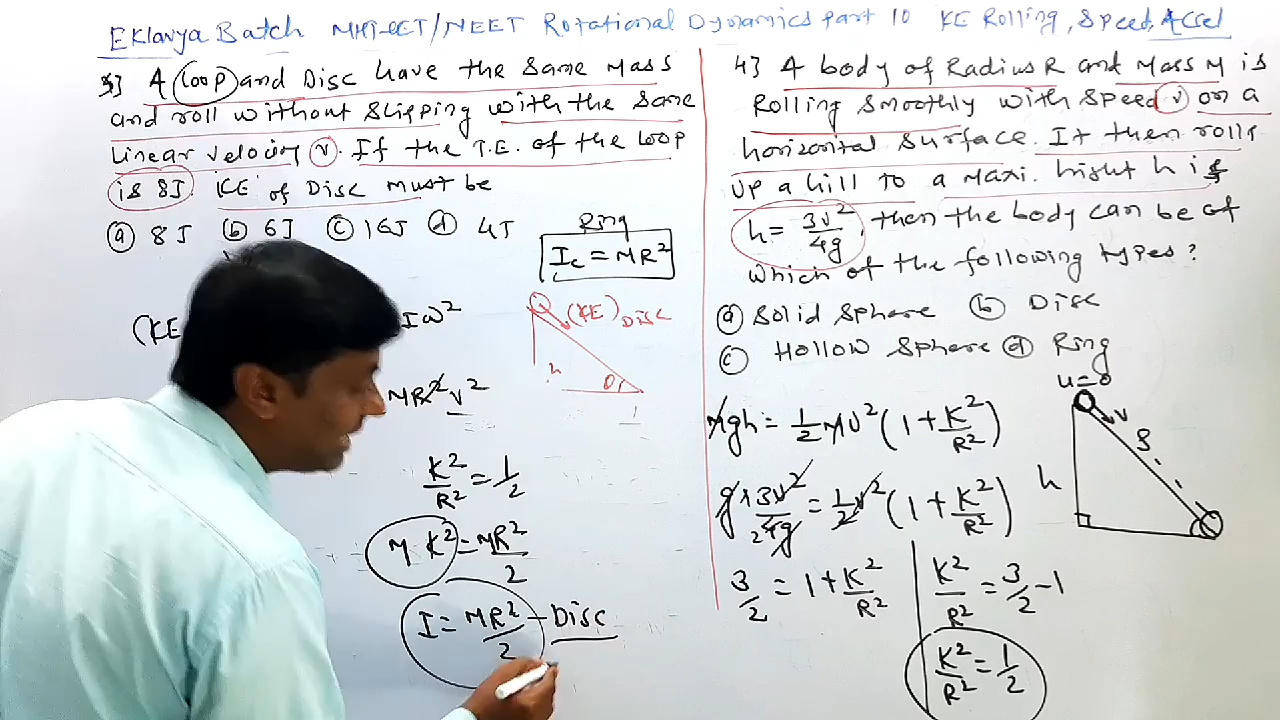 Eklavya Batch MHT-CET/NEET Rotational Dynamics part 10 KE Rolling, Speed, Accel
3] A Loop and Disc have the same mass
and roll without slipping with the same
linear velocity v. If the T.E. of the loop
is 8J. KE of Disc must be
(a) 8 J (b) 6J (c) 16J (d) 4J
Ring
Ic = MR²
(KE
Iω²
(KE)DISC
h
θ
MR² v²
K²/R² = 1/2
M K² = MR²/2
I = MR²/2 - Disc
4] A body of Radius R and Mass M is
Rolling smoothly with speed v on a
horizontal surface. It then rolls
up a hill to a maxi. hight h is
h = 3v²/4g, then the body can be of
which of the following types?
(a) Solid sphere (b) Disc
(c) Hollow sphere (d) Ring
u=0
v
S
h
Mgh = 1/2 Mv² (1 + K²/R²)
g × 3v²/4g = 1/2 v² (1 + K²/R²)
2
3/2 = 1 + K²/R²
K²/R² = 3/2 - 1
K²/R² = 1/2